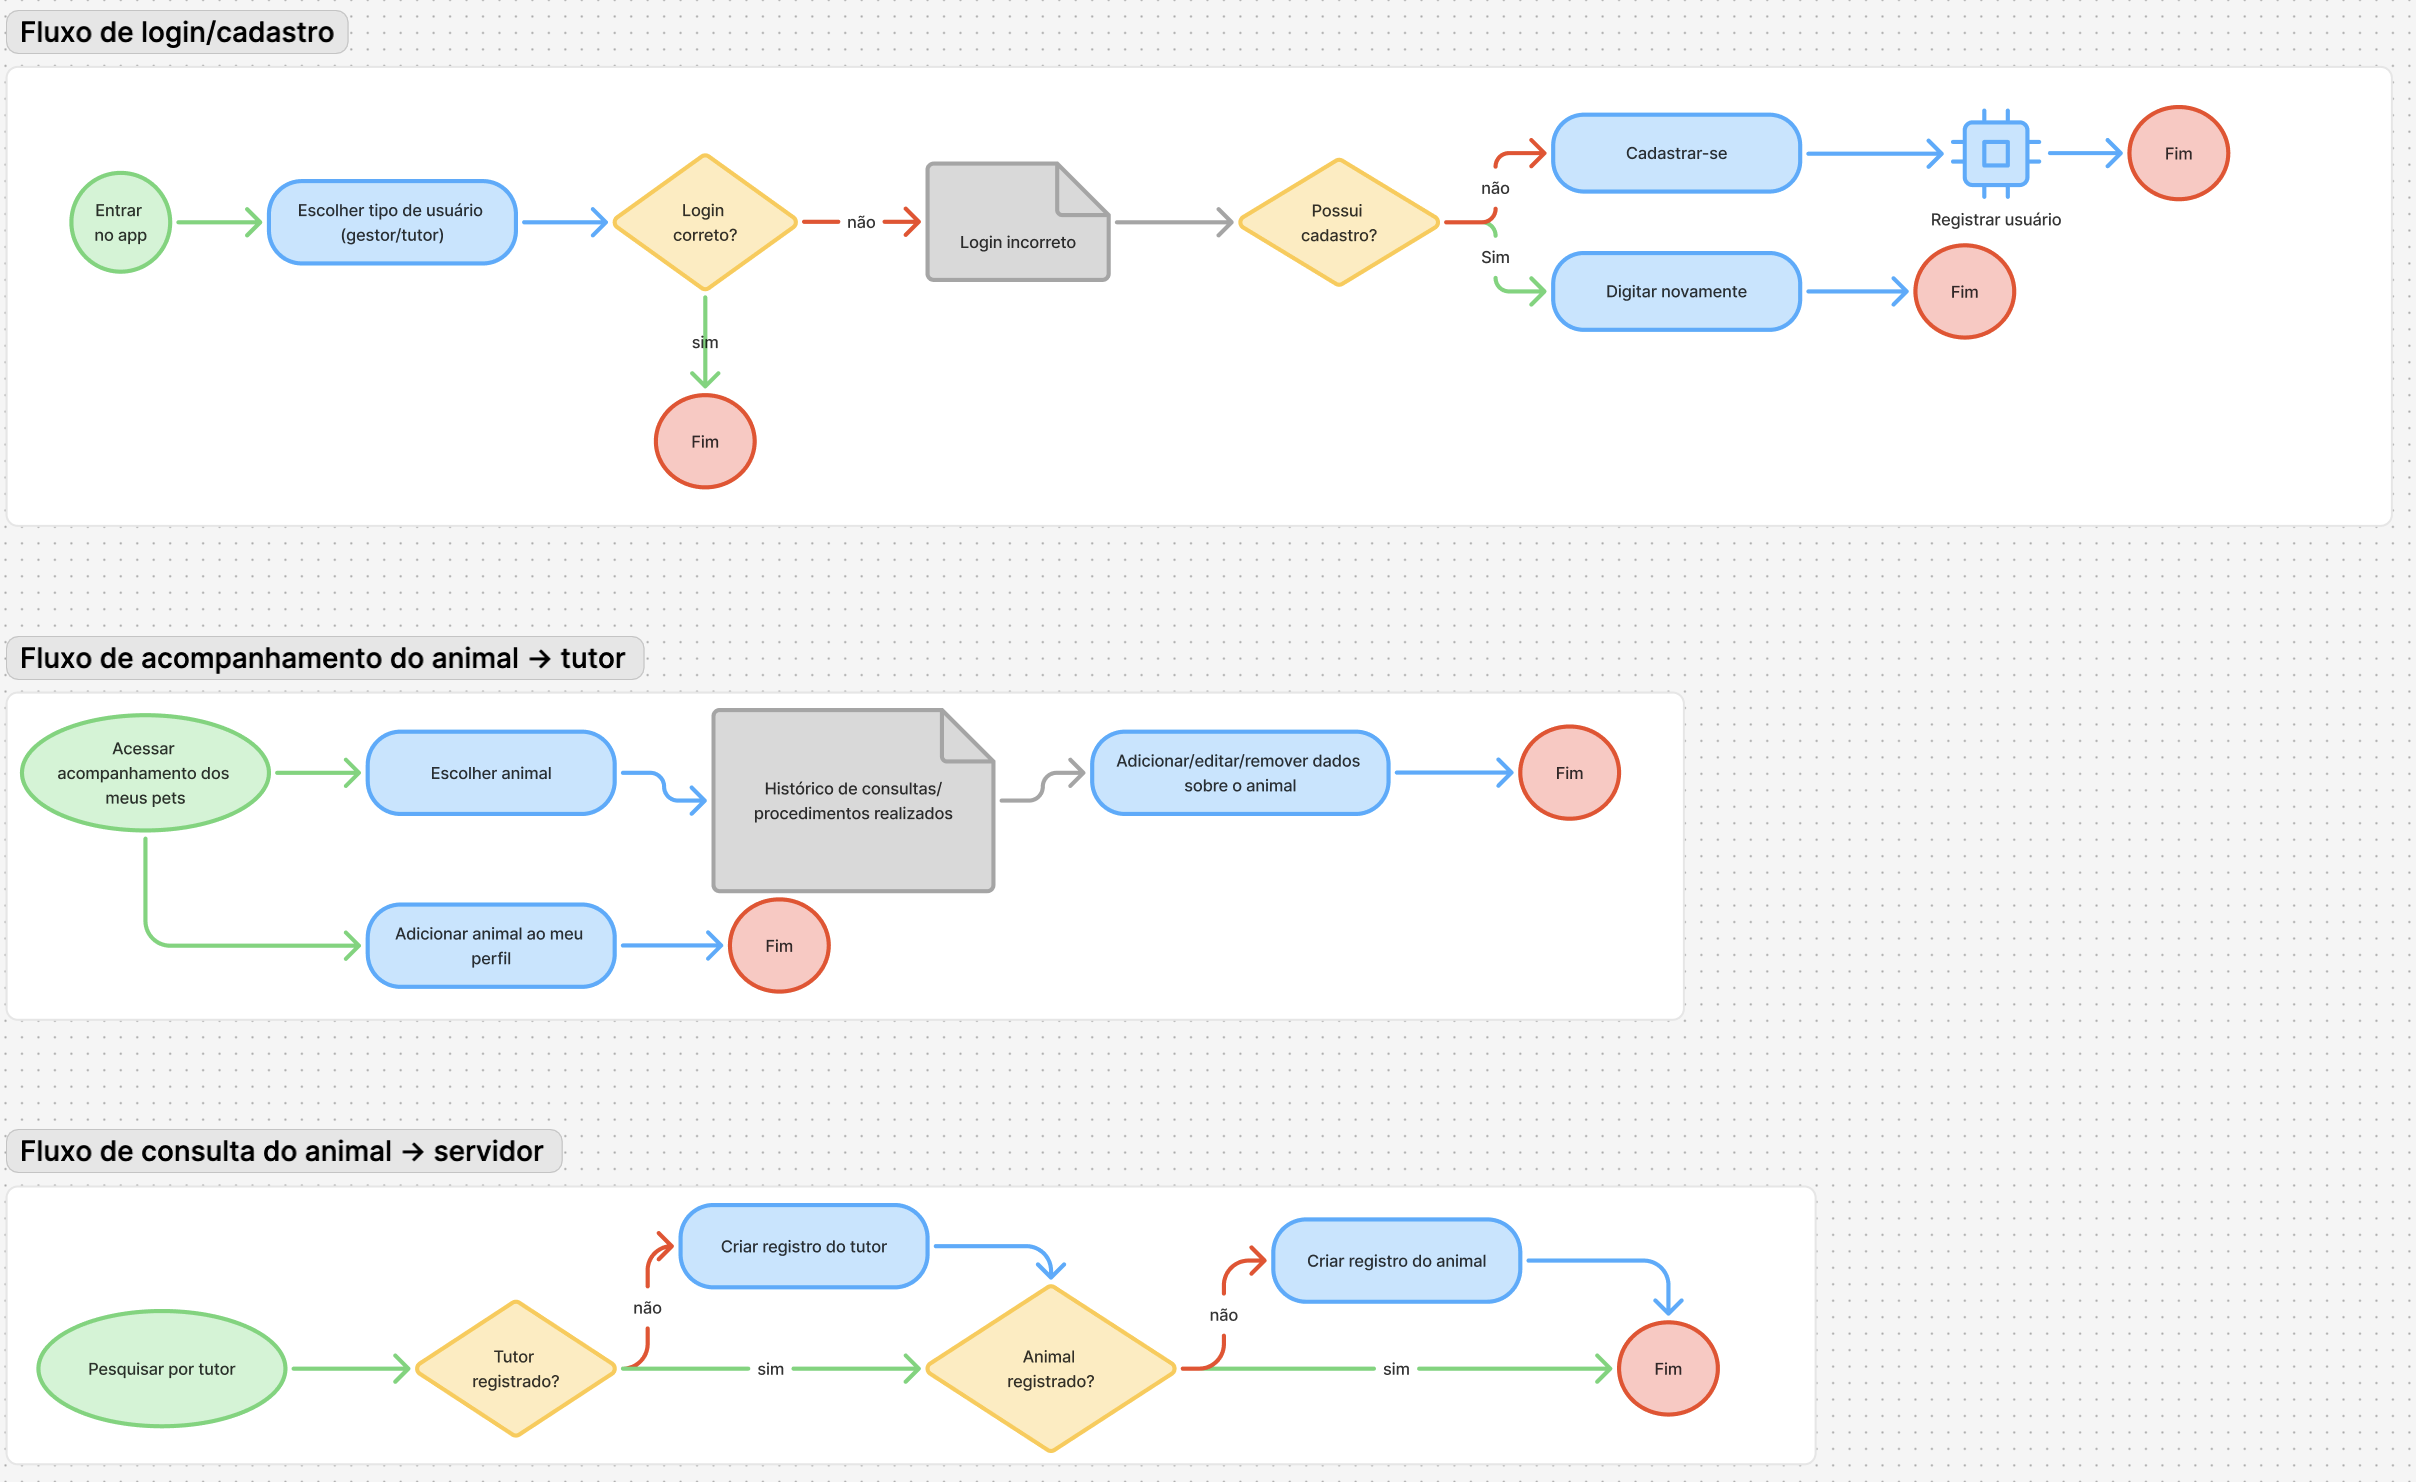 Fluxo de login/cadastro
Entrar
no app
Escolher tipo de usuário
(gestor/tutor)
Login
correto?
não
sim
Fim
Login incorreto
Possui
cadastro?
não
Sim
Cadastrar-se
Registrar usuário
Fim
Digitar novamente
Fim
Fluxo de acompanhamento do animal → tutor
Acessar
acompanhamento dos
meus pets
Escolher animal
Histórico de consultas/
procedimentos realizados
Adicionar/editar/remover dados
sobre o animal
Fim
Adicionar animal ao meu
perfil
Fim
Fluxo de consulta do animal → servidor
Pesquisar por tutor
Tutor
registrado?
não
sim
Criar registro do tutor
Animal
registrado?
não
sim
Criar registro do animal
Fim